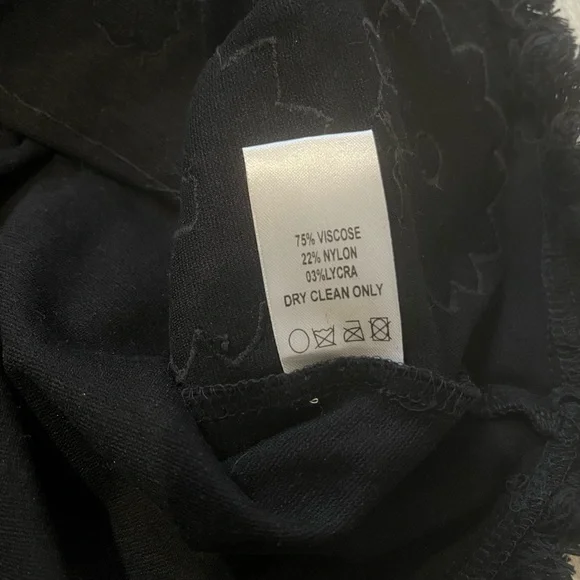 75% VISCOSE
22% NYLON
03%LYCRA
DRY CLEAN ONLY